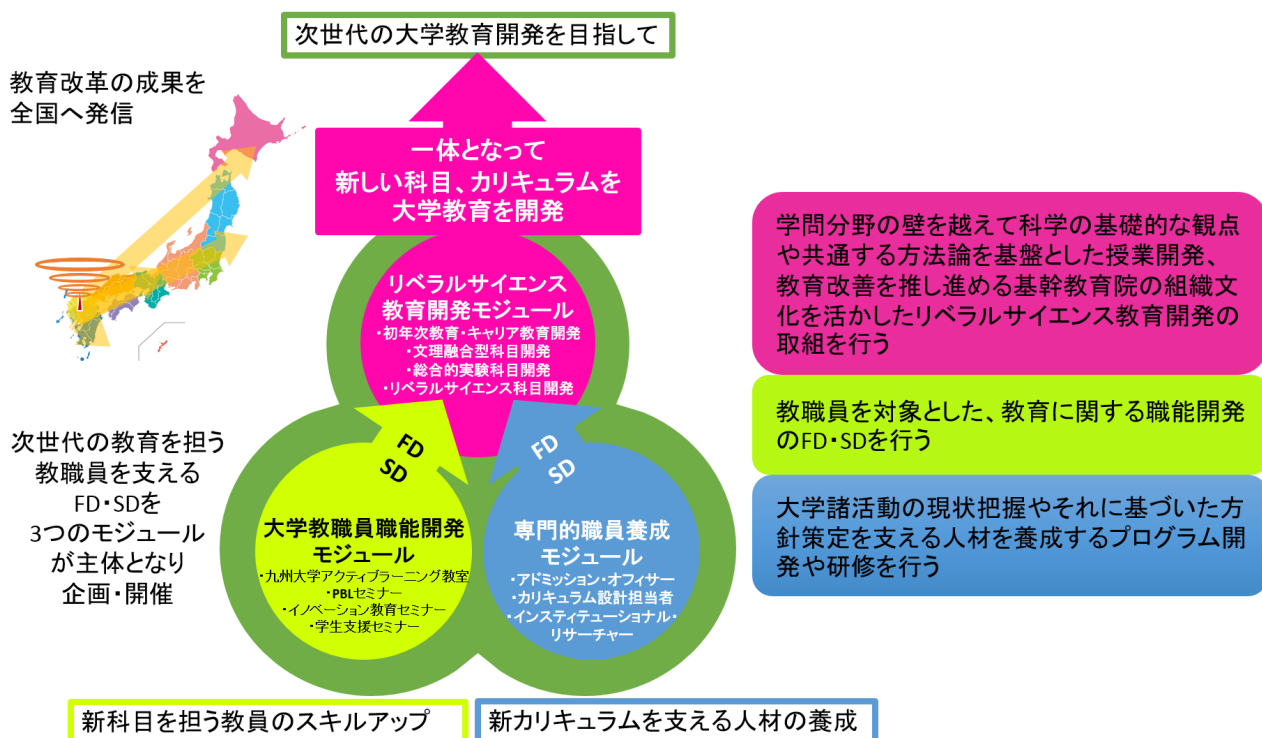 次世代の大学教育開発を目指して
教育改革の成果を
全国へ発信
一体となって
新しい科目、カリキュラムを
大学教育を開発
リベラルサイエンス
教育開発モジュール
・初年次教育・キャリア教育開発
・文理融合型科目開発
・総合的実験科目開発
・リベラルサイエンス科目開発
学問分野の壁を越えて科学の基礎的な観点
や共通する方法論を基盤とした授業開発、
教育改善を推し進める基幹教育院の組織文
化を活かしたリベラルサイエンス教育開発の
取組を行う
教職員を対象とした、教育に関する職能開発
のFD・SDを行う
大学諸活動の現状把握やそれに基づいた方
針策定を支える人材を養成するプログラム開
発や研修を行う
次世代の教育を担う
教職員を支える
FD・SDを
3つのモジュール
が主体となり
企画・開催
FD
SD
大学教職員職能開発
モジュール
・九州大学アクティブラーニング教室
・PBLセミナー
・イノベーション教育セミナー
・学生支援セミナー
FD
SD
専門的職員養成
モジュール
・アドミッション・オフィサー
・カリキュラム設計担当者
・インスティテューショナル・
リサーチャー
新科目を担う教員のスキルアップ
新カリキュラムを支える人材の養成